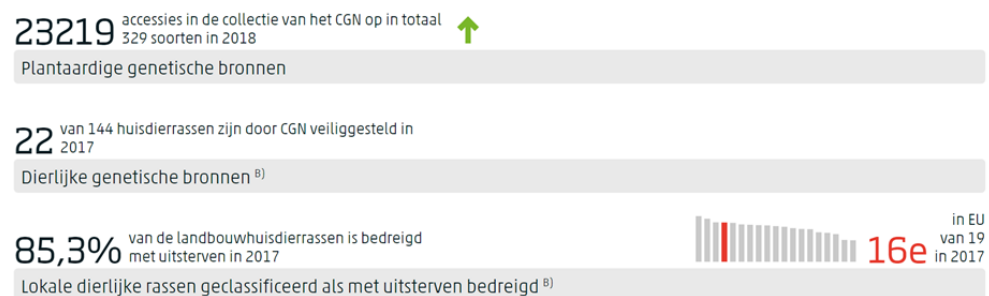 23219 accessies in de collectie van het CGN op in totaal
329 soorten in 2018
Plantaardige genetische bronnen
22 van 144 huisdierrassen zijn door CGN veiliggesteld in
2017
Dierlijke genetische bronnen B)
85,3% van de landbouwhuisdierrassen is bedreigd
met uitsterven in 2017
16e in EU
van 19
in 2017
Lokale dierlijke rassen geclassificeerd als met uitsterven bedreigd B)